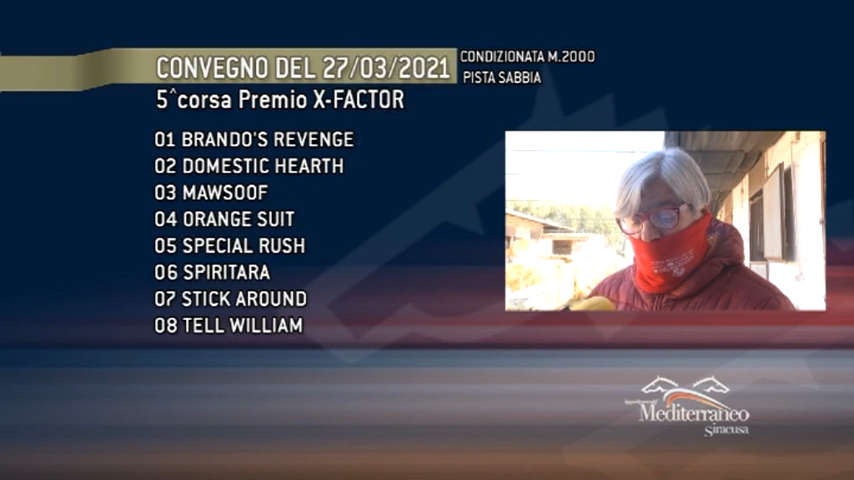 CONVEGNO DEL 27/03/2021
CONDIZIONATA M.2000
PISTA SABBIA
5^corsa Premio X-FACTOR
01 BRANDO'S REVENGE
02 DOMESTIC HEARTH
03 MAWSOOF
04 ORANGE SUIT
05 SPECIAL RUSH
06 SPIRITARA
07 STICK AROUND
08 TELL WILLIAM
Mediterraneo
Siracusa